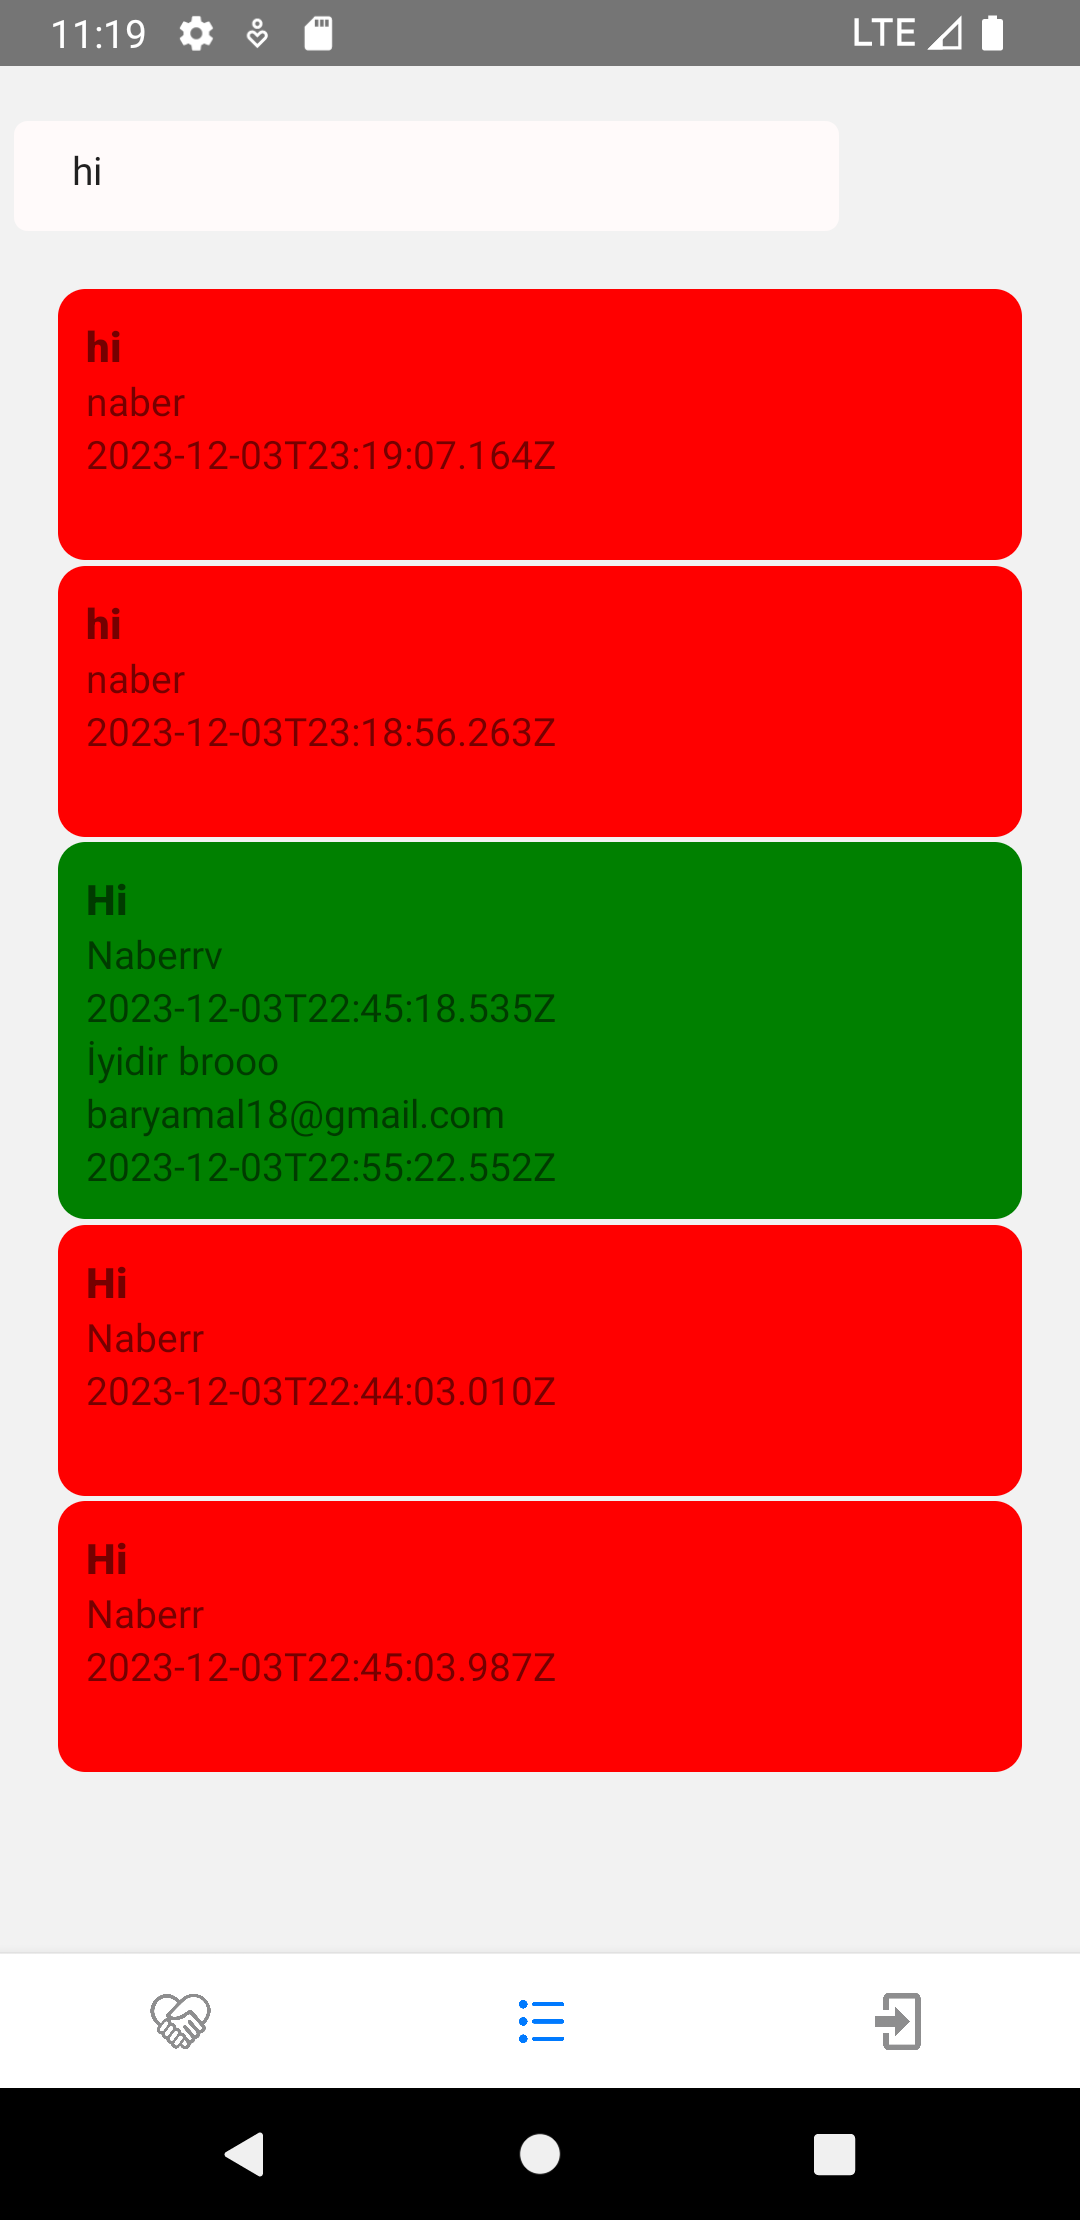 11:19
LTE
hi
hi
naber
2023-12-03T23:19:07.164Z
hi
naber
2023-12-03T23:18:56.263Z
Hi
Naberrv
2023-12-03T22:45:18.535Z
İyidir brooo
baryamal18@gmail.com
2023-12-03T22:55:22.552Z
Hi
Naberr
2023-12-03T22:44:03.010Z
Hi
Naberr
2023-12-03T22:45:03.987Z